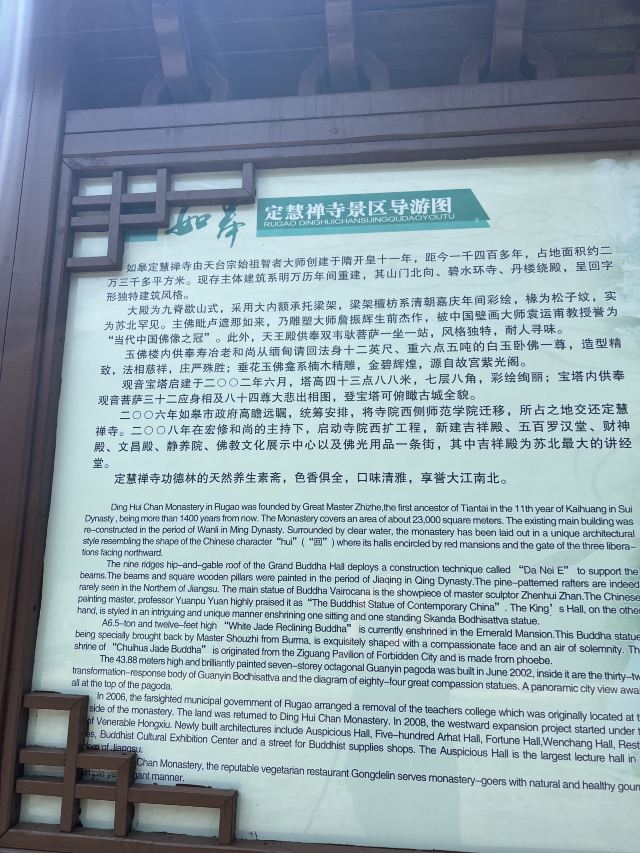 如皋 定慧禅寺景区导游图
RUGAO DINGHUICHANSIJINGQUDAOYOUTU
如皋定慧禅寺由天台宗始祖智者大师创建于隋开皇十一年，距今一千四百多年，占地面积约二
万三千多平方米。现存主体建筑系明万历年间重建，其山门北向、碧水环寺、丹楼绕殿，呈回字
形独特建筑风格。
大殿为九脊歇山式，采用大内额承托梁架，梁架檀枋系清朝嘉庆年间彩绘，椽为松子纹，实
为苏北罕见。主佛毗卢遮那如来，乃雕塑大师詹振辉生前杰作，被中国壁画大师袁运甫教授誉为
“当代中国佛像之冠”。此外，天王殿供奉双韦驮菩萨一坐一站，风格独特，耐人寻味。
玉佛楼内供奉寿冶老和尚从缅甸请回法身十二英尺、重六点五吨的白玉卧佛一尊，造型精
致，法相慈祥，庄严殊胜；垂花玉佛龛系楠木精雕，金碧辉煌，源自故宫紫光阁。
观音宝塔启建于二〇〇二年六月，塔高四十三点八八米，七层八角，彩绘绚丽；宝塔内供奉
观音菩萨三十二应身相及八十四尊大悲出相图，登宝塔可俯瞰古城全貌。
二〇〇六年如皋市政府高瞻远瞩，统筹安排，将寺院西侧师范学院迁移，所占之地交还定慧
禅寺。二〇〇八年在宏修和尚的主持下，启动寺院西扩工程，新建吉祥殿、五百罗汉堂、财神
殿、文昌殿、静养院、佛教文化展示中心以及佛光用品一条街，其中吉祥殿为苏北最大的讲经
堂。
定慧禅寺功德林的天然养生素斋，色香俱全，口味清雅，享誉大江南北。
Ding Hui Chan Monastery in Rugao was founded by Great Master Zhizhe,the first ancestor of Tiantai in the 11th year of Kaihuang in Sui
Dynasty, being more than 1400 years from now. The Monastery covers an area of about 23,000 square meters. The existing main building was
re-constructed in the period of Wanli in Ming Dynasty. Surrounded by clear water, the monastery has been laid out in a unique architectural
style resembling the shape of the Chinese character “hui”(“回”) where its halls encircled by red mansions and the gate of the three libera-
tions facing northward.
The nine ridges hip-and-gable roof of the Grand Buddha Hall deploys a construction technique called “Da Nei E” to support the
beams.The beams and square wooden pillars were painted in the period of Jiaqing in Qing Dynasty.The pine-patterned rafters are indeed
rarely seen in the Northern of Jiangsu. The main statue of Buddha Vairocana is the showpiece of master sculptor Zhenhui Zhan.The Chinese
painting master, professor Yuanpu Yuan highly praised it as “The Buddhist Statue of Contemporary China”. The King’s Hall, on the other
hand, is styled in an intriguing and unique manner enshrining one sitting and one standing Skanda Bodhisattva statue.
A6.5-ton and twelve-feet high “White Jade Reclining Buddha” is currently enshrined in the Emerald Mansion.This Buddha statue
being specially brought back by Master Shouzhi from Burma, is exquisitely shaped with a compassionate face and an air of solemnity. Th
shrine of “Chuihua Jade Buddha” is originated from the Ziguang Pavilion of Forbidden City and is made from phoebe.
The 43.88 meters high and brilliantly painted seven-storey octagonal Guanyin pagoda was built in June 2002, inside it are the thirty-tw
transformation-response body of Guanyin Bodhisattva and the diagram of eighty-four great compassion statues. A panoramic city view awa
all at the top of the pagoda.
In 2006, the farsighted municipal government of Rugao arranged a removal of the teachers college which was originally located at
side of the monastery. The land was returned to Ding Hui Chan Monastery. In 2008, the westward expansion project started under
of Venerable Hongxiu. Newly built architectures include Auspicious Hall, Five-hundred Arhat Hall, Fortune Hall,Wenchang Hall, Rest
Buddhist Cultural Exhibition Center and a street for Buddhist supplies shops. The Auspicious Hall is the largest lecture hall in
of Jiangsu.
Chan Monastery, the reputable vegetarian restaurant Gongdelin serves monastery-goers with natural and healthy gour
manner.